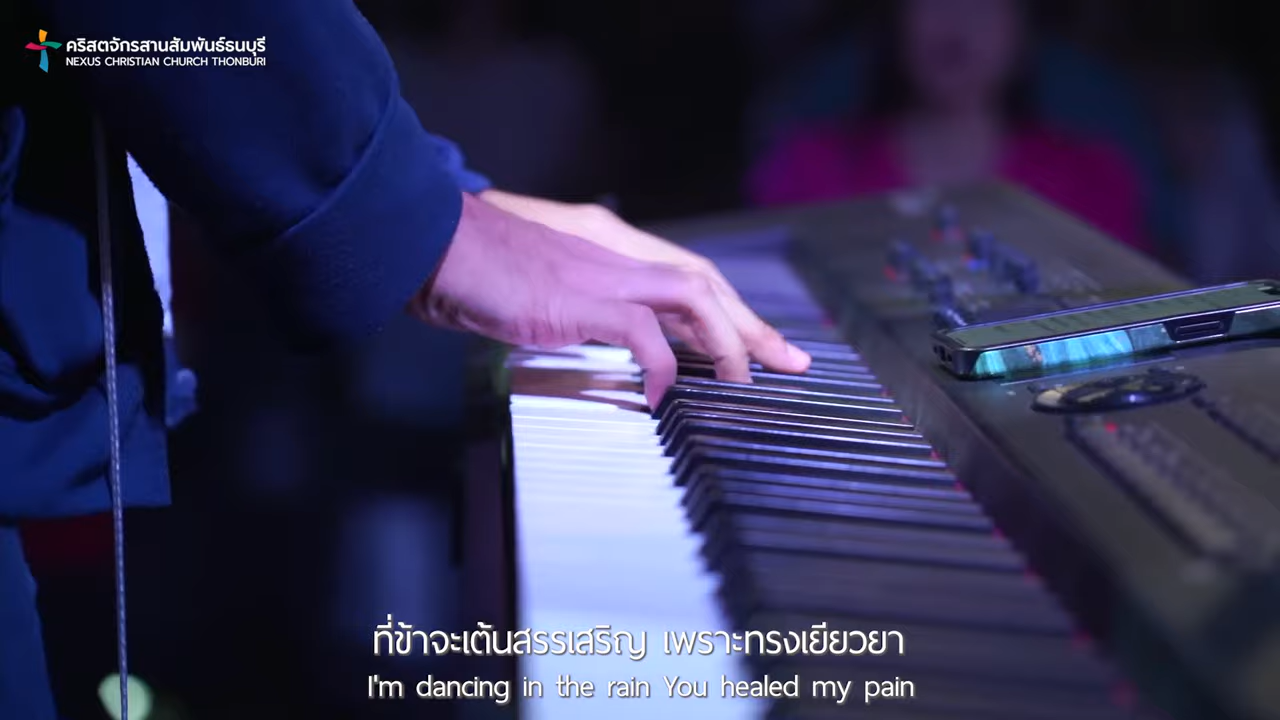 คริสตจักรสานสัมพันธ์ธนบุรี
NEXUS CHRISTIAN CHURCH THONBURI
ที่ข้าจะเต้นสรรเสริญ เพราะทรงเยียวยา
I'm dancing in the rain You healed my pain